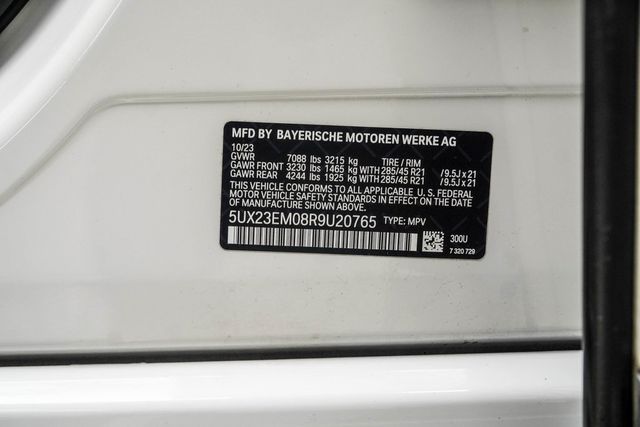 MFD BY BAYERISCHE MOTOREN WERKE AG
10/23
GVWR 7088 lbs 3215 kg TIRE / RIM
GAWR FRONT 3230 lbs 1465 kg WITH 285/45 R21 /9.5J x 21
GAWR REAR 4244 lbs 1925 kg WITH 285/45 R21 /9.5J x 21
THIS VEHICLE CONFORMS TO ALL APPLICABLE U. S. FEDERAL
MOTOR VEHICLE SAFETY STANDARDS IN EFFECT ON THE
DATE OF MANUFACTURE SHOWN ABOVE.
5UX23EM08R9U20765 TYPE: MPV
300U
7 320 729